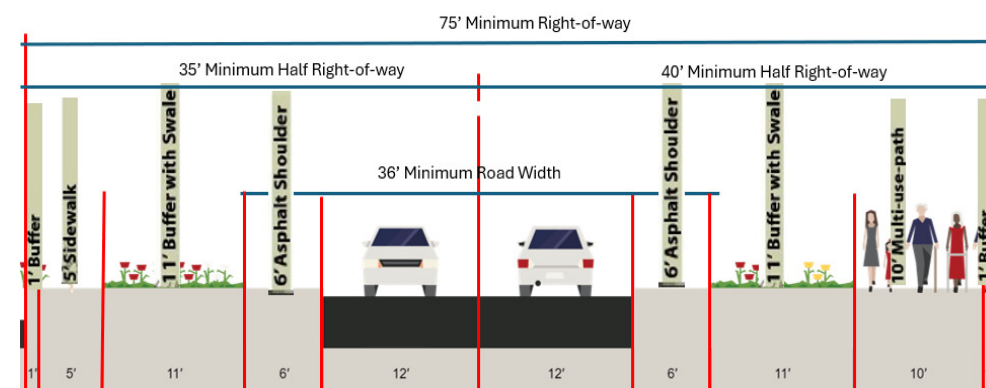 75’ Minimum Right-of-way
35’ Minimum Half Right-of-way
40’ Minimum Half Right-of-way
36’ Minimum Road Width
1’ Buffer
5’ Sidewalk
11’ Buffer with Swale
6’ Asphalt Shoulder
6’ Asphalt Shoulder
11’ Buffer with Swale
10’ Multi-use-path
1’ Buffer
1’
5’
11’
6’
12’
12’
6’
11’
10’